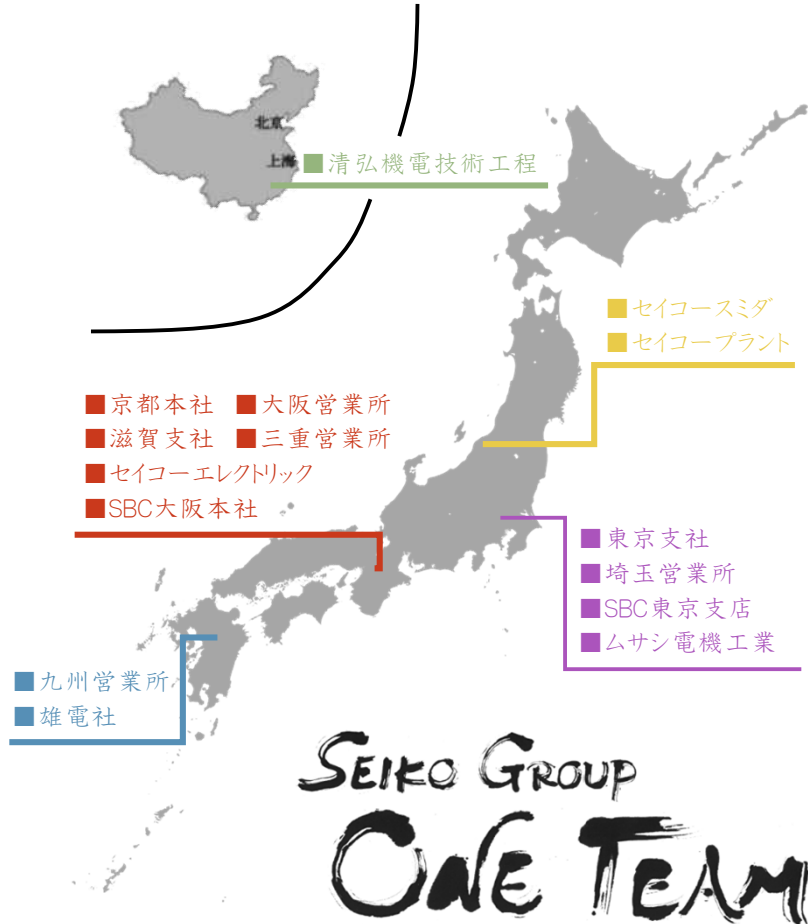 北京
上海
■清弘機電技術工程
■セイコースミダ
■セイコープラント
■京都本社 ■大阪営業所
■滋賀支社 ■三重営業所
■セイコーエレクトリック
■SBC大阪本社
■東京支社
■埼玉営業所
■SBC東京支店
■ムサシ電機工業
■九州営業所
■雄電社
SEIKO GROUP
ONE TEAM